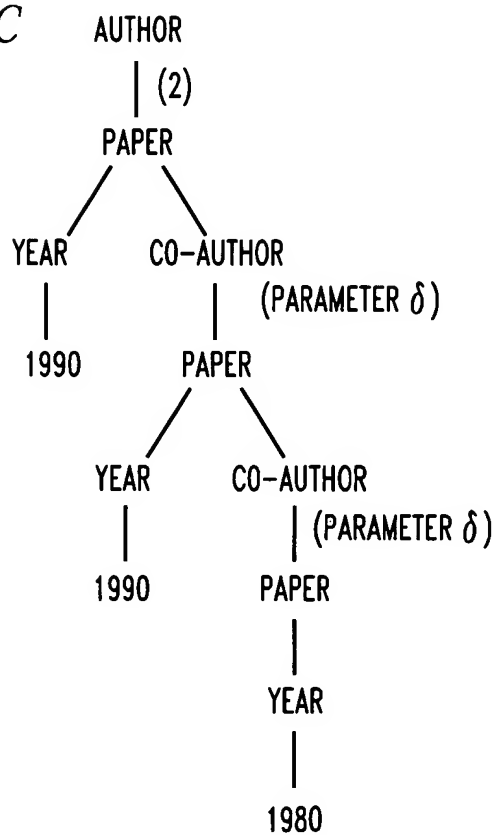 C
AUTHOR
(2)
PAPER
YEAR CO-AUTHOR
(PARAMETER δ)
1990 PAPER
YEAR CO-AUTHOR
(PARAMETER δ)
1990 PAPER
YEAR
1980